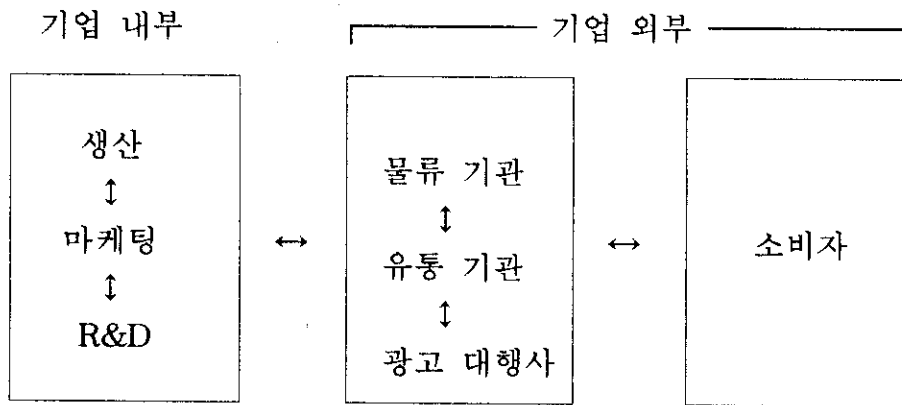 기업 내부
기업 외부
생산
↕
마케팅
↕
R&D
↔
물류 기관
↕
유통 기관
↕
광고 대행사
↔
소비자